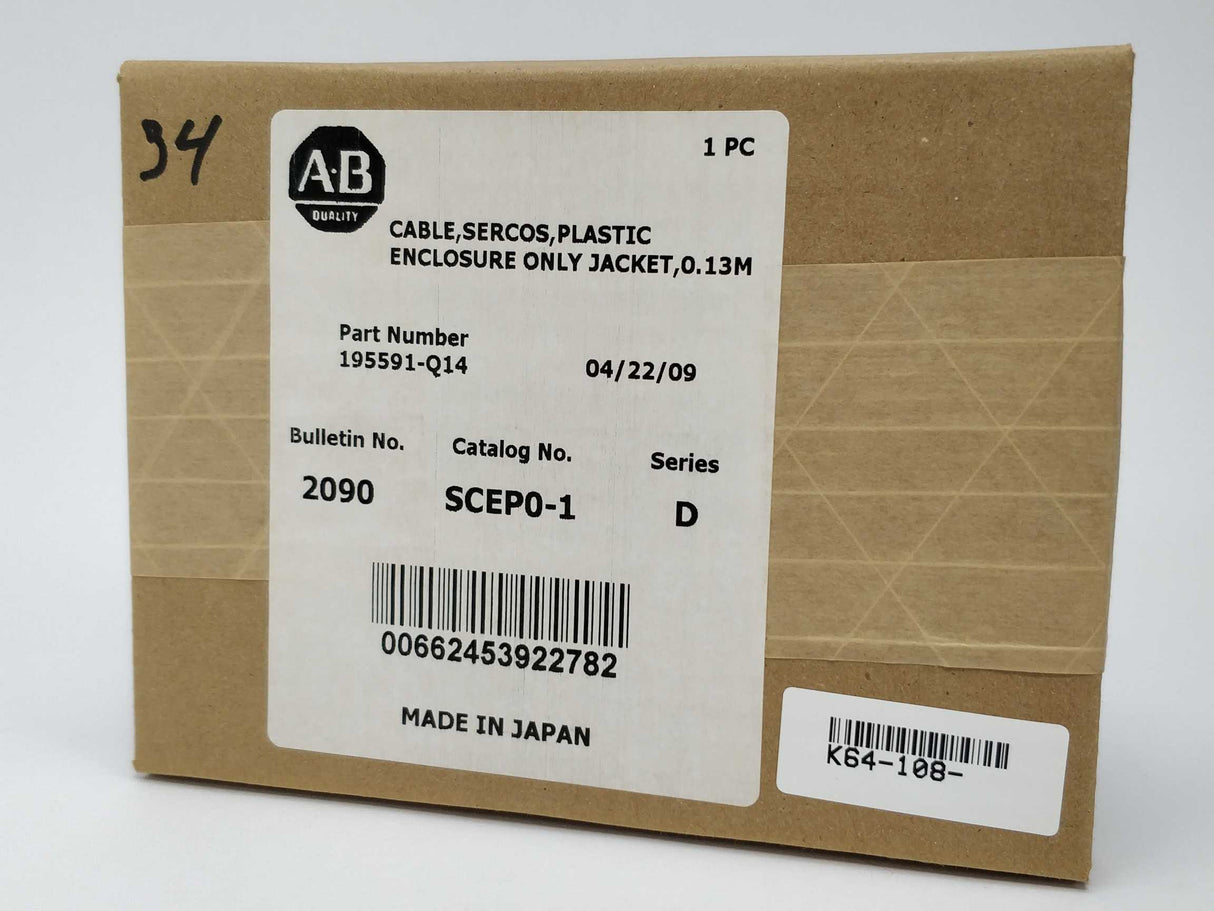 34
A·B
QUALITY
1 PC
CABLE,SERCOS,PLASTIC
ENCLOSURE ONLY JACKET,0.13M
Part Number
195591-Q14
04/22/09
Bulletin No. Catalog No. Series
2090 SCEP0-1 D
00662453922782
MADE IN JAPAN
K64-108-